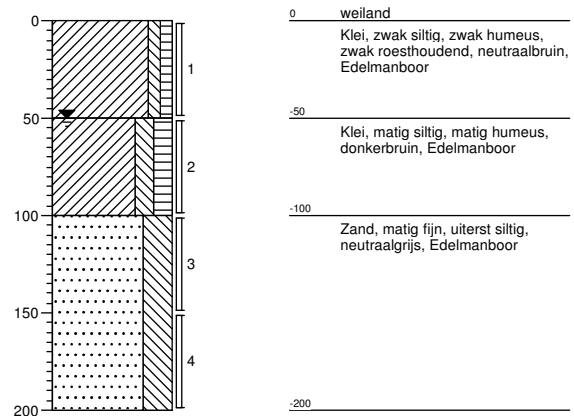 0
50
100
150
200
1
2
3
4
0 weiland
Klei, zwak siltig, zwak humeus,
zwak roesthoudend, neutraalbruin,
Edelmanboor
-50
Klei, matig siltig, matig humeus,
donkerbruin, Edelmanboor
-100
Zand, matig fijn, uiterst siltig,
neutraalgrijs, Edelmanboor
-200